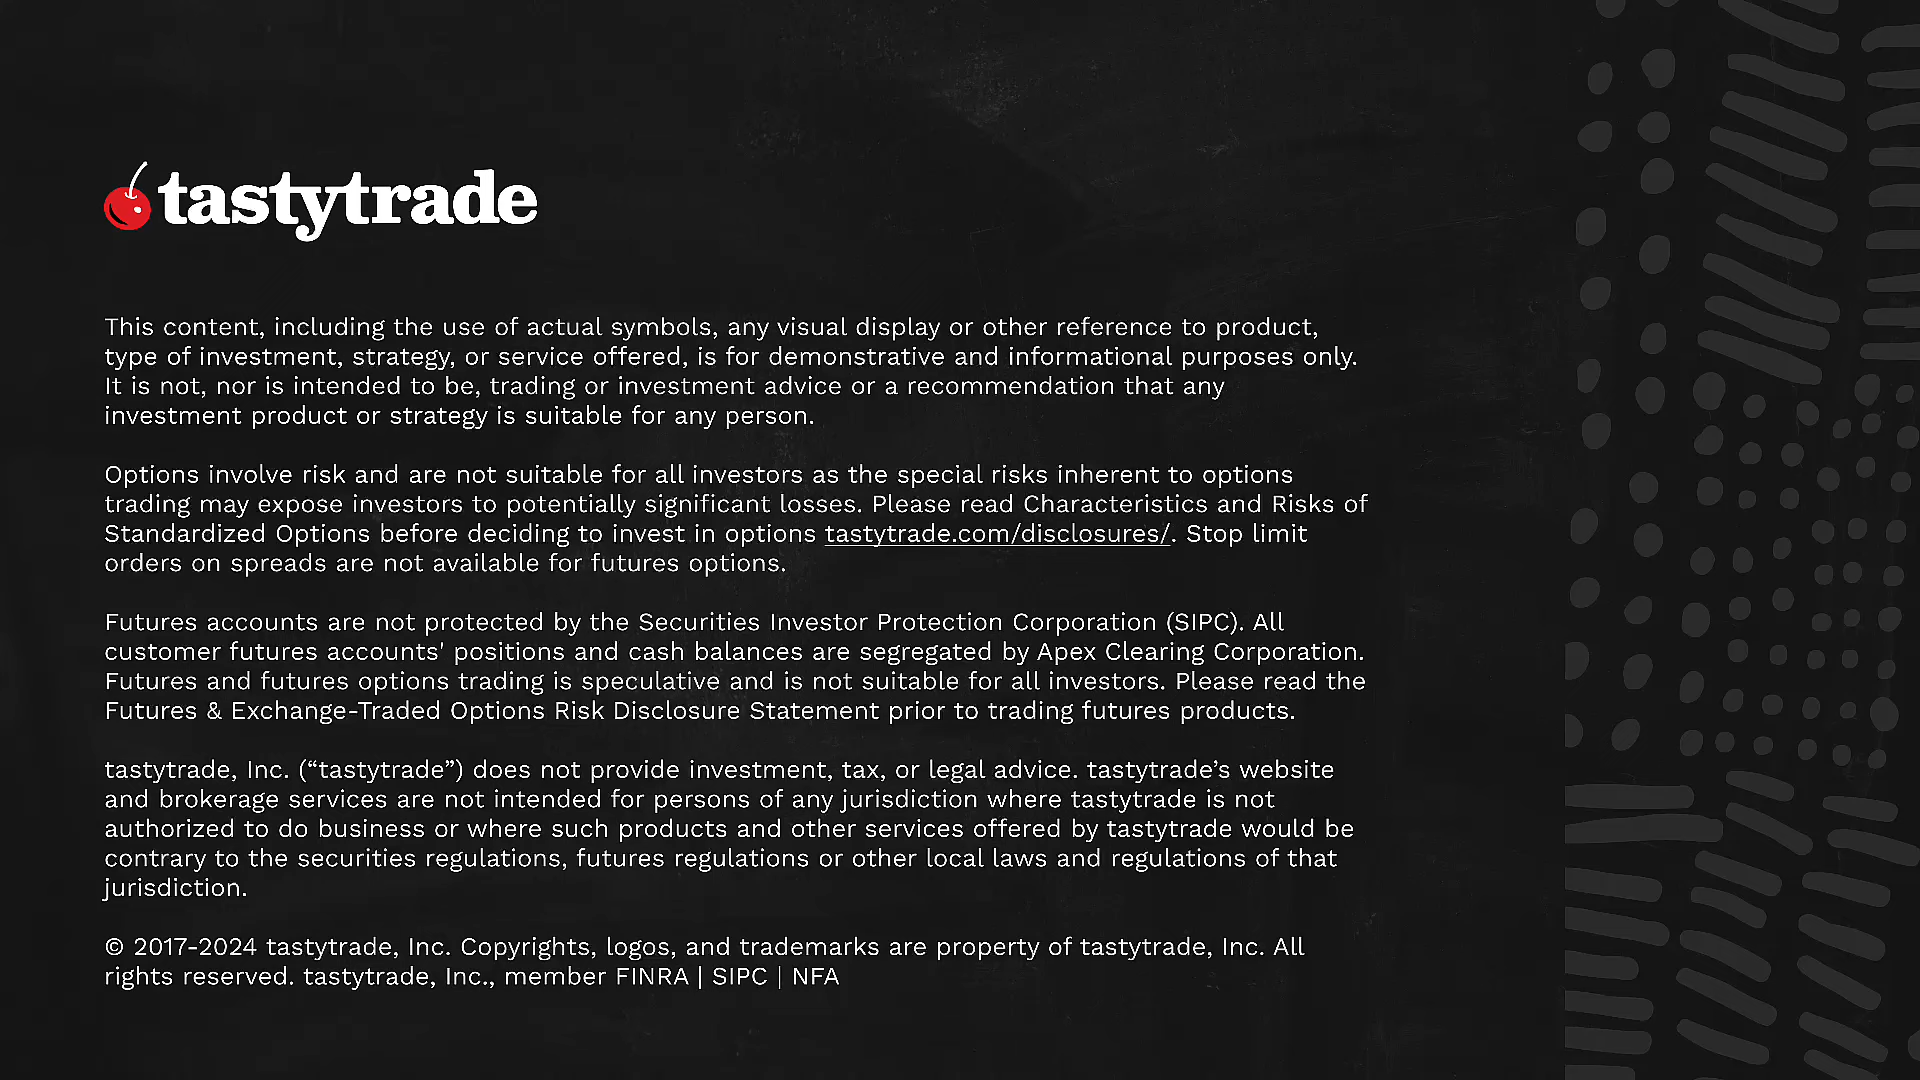 tastytrade
This content, including the use of actual symbols, any visual display or other reference to product,
type of investment, strategy, or service offered, is for demonstrative and informational purposes only.
It is not, nor is intended to be, trading or investment advice or a recommendation that any
investment product or strategy is suitable for any person.
Options involve risk and are not suitable for all investors as the special risks inherent to options
trading may expose investors to potentially significant losses. Please read Characteristics and Risks of
Standardized Options before deciding to invest in options tastytrade.com/disclosures/. Stop limit
orders on spreads are not available for futures options.
Futures accounts are not protected by the Securities Investor Protection Corporation (SIPC). All
customer futures accounts' positions and cash balances are segregated by Apex Clearing Corporation.
Futures and futures options trading is speculative and is not suitable for all investors. Please read the
Futures & Exchange-Traded Options Risk Disclosure Statement prior to trading futures products.
tastytrade, Inc. (“tastytrade”) does not provide investment, tax, or legal advice. tastytrade’s website
and brokerage services are not intended for persons of any jurisdiction where tastytrade is not
authorized to do business or where such products and other services offered by tastytrade would be
contrary to the securities regulations, futures regulations or other local laws and regulations of that
jurisdiction.
© 2017-2024 tastytrade, Inc. Copyrights, logos, and trademarks are property of tastytrade, Inc. All
rights reserved. tastytrade, Inc., member FINRA | SIPC | NFA